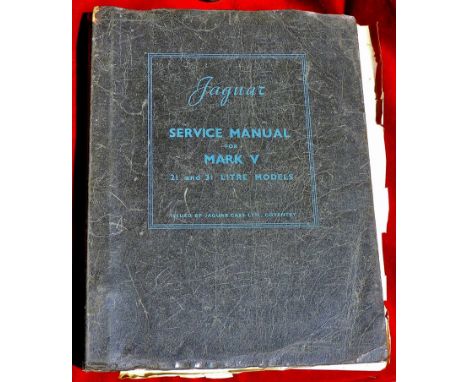 Jaguar
SERVICE MANUAL
FOR
MARK V
2½ and 3½ LITRE MODELS
ISSUED BY JAGUAR CARS LTD., COVENTRY